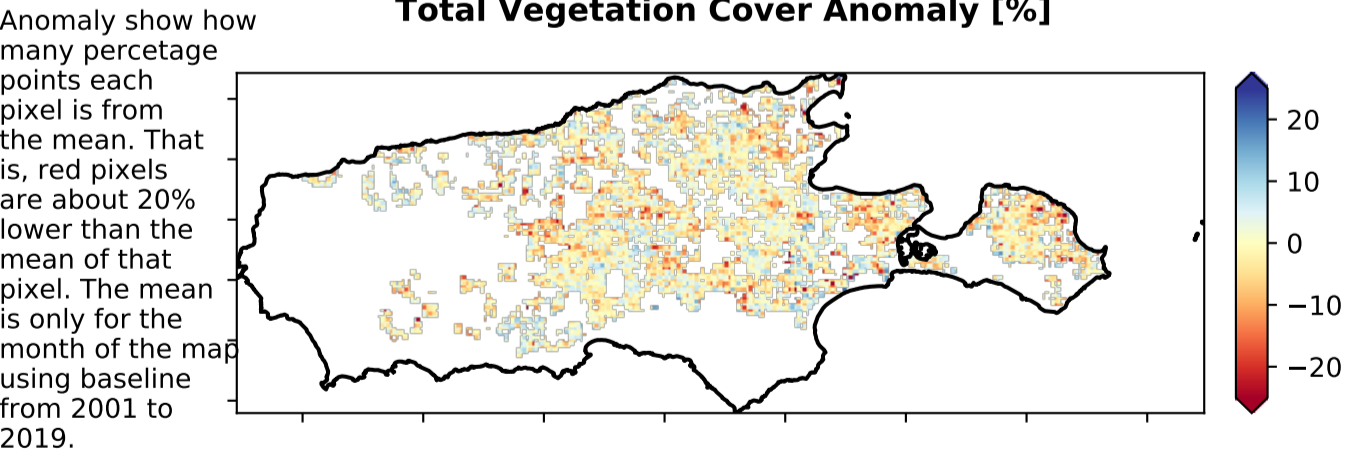 Total Vegetation Cover Anomaly [%]
Anomaly show how
many percetage
points each
pixel is from
the mean. That
is, red pixels
are about 20%
lower than the
mean of that
pixel. The mean
is only for the
month of the map
using baseline
from 2001 to
2019.
20
10
0
−10
−20